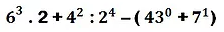 6³ . 2 + 4² : 2⁴ – ( 43⁰ + 7¹ )